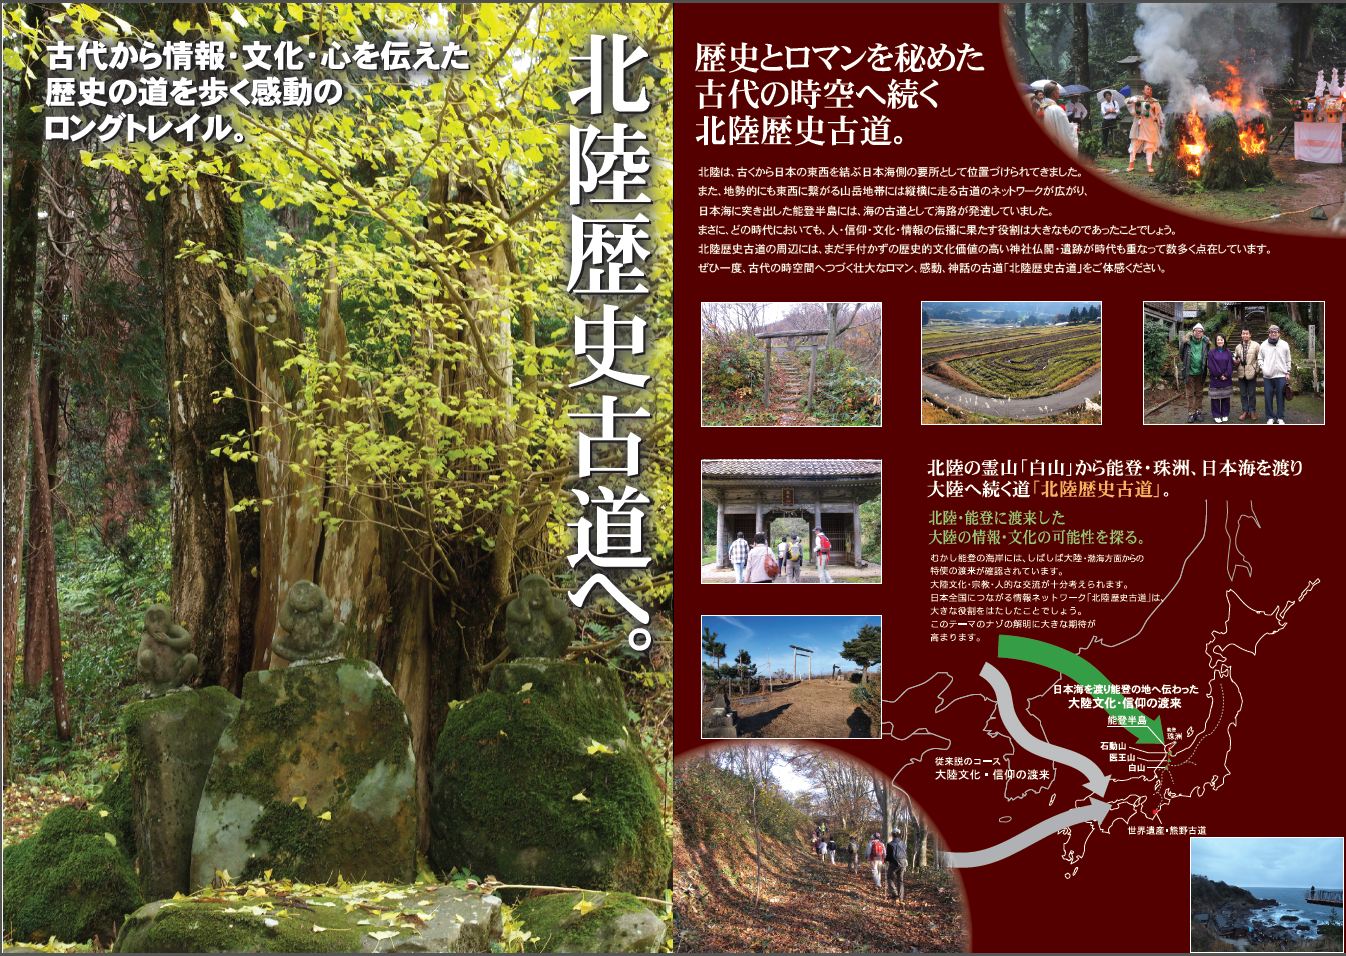 古代から情報・文化・心を伝えた
歴史の道を歩く感動の
ロングトレイル。
北陸歴史古道へ。
歴史とロマンを秘めた
古代の時空へ続く
北陸歴史古道。
北陸は、古くから日本の東西を結ぶ日本海側の要所として位置づけられてきました。
また、地勢的にも東西に繋がる山岳地帯には縦横に走る古道のネットワークが広がり、
日本海に突き出した能登半島には、海の古道として海路が発達していました。
まさに、どの時代においても、人・信仰・文化・情報の伝播に果たす役割は大きなものであったことでしょう。
北陸歴史古道の周辺には、まだ手付かずの歴史的文化価値の高い神社仏閣・遺跡が時代も重なって数多く点在しています。
ぜひ一度、古代の時空間へつづく壮大なロマン、感動、神話の古道「北陸歴史古道」をご体感ください。
北陸の霊山「白山」から能登・珠洲、日本海を渡り
大陸へ続く道「北陸歴史古道」。
北陸・能登に渡来した
大陸の情報・文化の可能性を探る。
むかし能登の海岸には、しばしば大陸・渤海方面からの
特使の渡来が確認されています。
大陸文化・宗教・人的な交流が十分考えられます。
日本全国につながる情報ネットワーク「北陸歴史古道」は、
大きな役割をはたしたことでしょう。
このテーマのナゾの解明に大きな期待が
高まります。
日本海を渡り能登の地へ伝わった
大陸文化・信仰の渡来
能登半島
珠洲
石動山
医王山
白山
従来説のコース
大陸文化・信仰の渡来
世界遺産・熊野古道